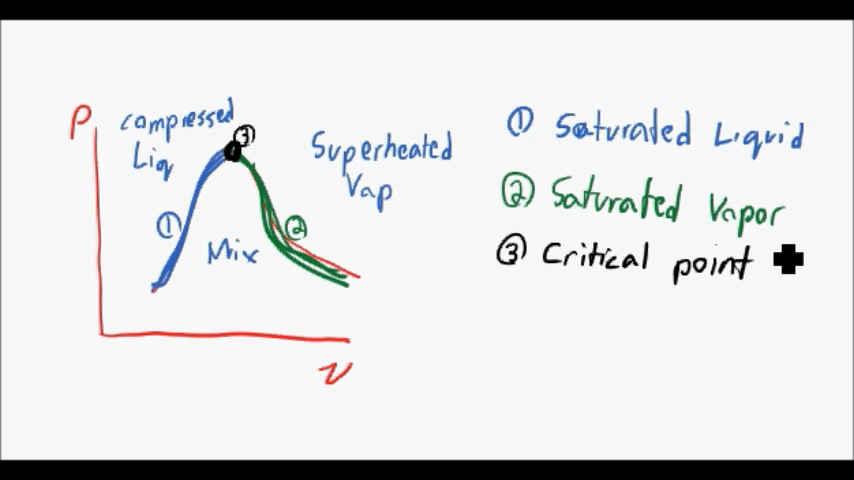 P
compressed
Liq
③
Superheated
Vap
①
②
Mix
v
① Saturated Liquid
② Saturated Vapor
③ Critical point